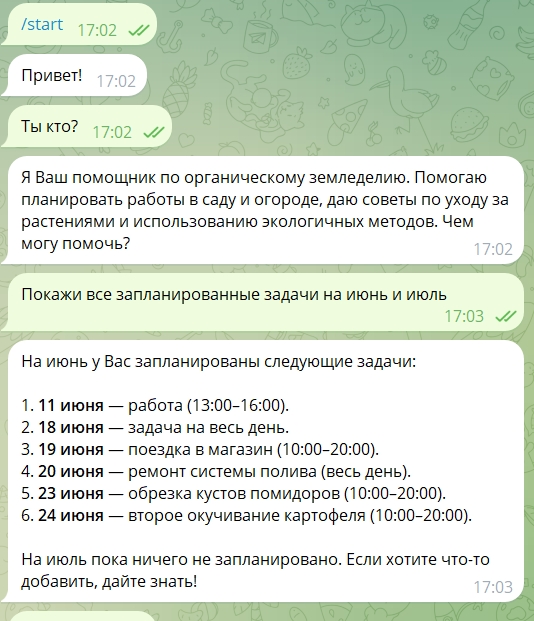 /start 17:02
Привет! 17:02
Ты кто? 17:02
Я Ваш помощник по органическому земледелию. Помогаю
планировать работы в саду и огороде, даю советы по уходу за
растениями и использованию экологичных методов. Чем
могу помочь? 17:02
Покажи все запланированные задачи на июнь и июль
17:03
На июнь у Вас запланированы следующие задачи:
1. 11 июня — работа (13:00–16:00).
2. 18 июня — задача на весь день.
3. 19 июня — поездка в магазин (10:00–20:00).
4. 20 июня — ремонт системы полива (весь день).
5. 23 июня — обрезка кустов помидоров (10:00–20:00).
6. 24 июня — второе окучивание картофеля (10:00–20:00).
На июль пока ничего не запланировано. Если хотите что-то
добавить, дайте знать! 17:03